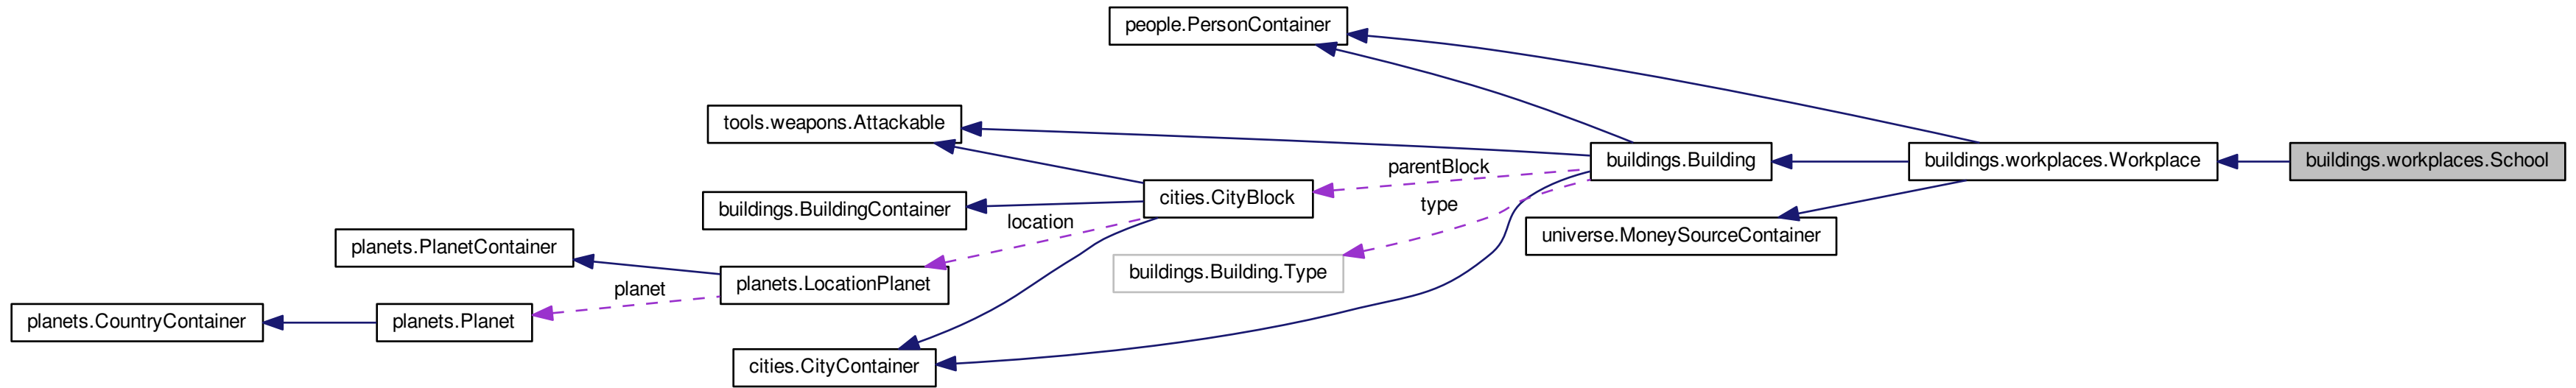 people.PersonContainer
tools.weapons.Attackable
buildings.Building
buildings.workplaces.Workplace
buildings.workplaces.School
parentBlock
cities.CityBlock
buildings.BuildingContainer
type
location
universe.MoneySourceContainer
planets.PlanetContainer
buildings.Building.Type
planets.LocationPlanet
planet
planets.CountryContainer
planets.Planet
cities.CityContainer